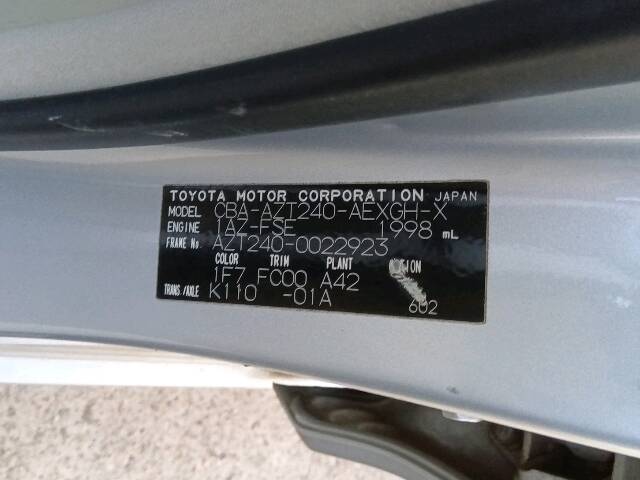 TOYOTA MOTOR CORPORATION JAPAN
MODEL CBA-AZT240-AEXGH-X
ENGINE 1AZ-FSE 1998 mL
FRAME No. AZT240-0022923
COLOR TRIM PLANT
1F7 FC00 A42
TRANS/AXLE K110 -01A
602